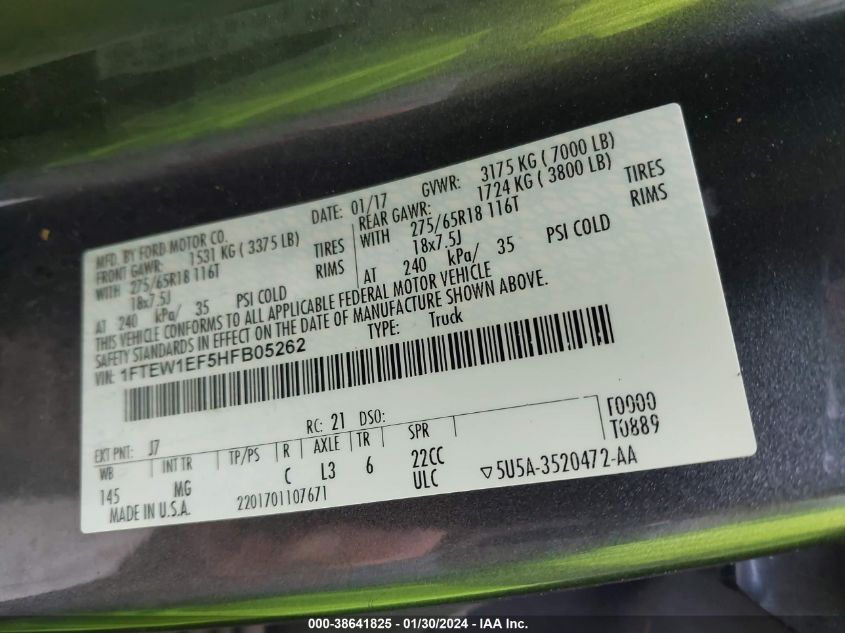 MFD. BY FORD MOTOR CO.
DATE: 01/17
GVWR: 3175 KG ( 7000 LB)
FRONT GAWR: 1531 KG ( 3375 LB)
WITH 275/65R18 116T TIRES
18x7.5J RIMS
AT 240 kPa/ 35 PSI COLD
REAR GAWR: 1724 KG ( 3800 LB)
WITH 275/65R18 116T TIRES
18x7.5J RIMS
AT 240 kPa/ 35 PSI COLD
THIS VEHICLE CONFORMS TO ALL APPLICABLE FEDERAL MOTOR VEHICLE
SAFETY STANDARDS IN EFFECT ON THE DATE OF MANUFACTURE SHOWN ABOVE.
VIN: 1FTEW1EF5HFB05262
TYPE: Truck
EXT PNT: J7 RC: 21 DSO:
WB INT TR TP/PS R AXLE TR SPR
145 MG C L3 6 22CC
ULC
T0000
T0889
MADE IN U.S.A. 2201701107671
▽5U5A-3520472-AA
000-38641825 - 01/30/2024 - IAA Inc.